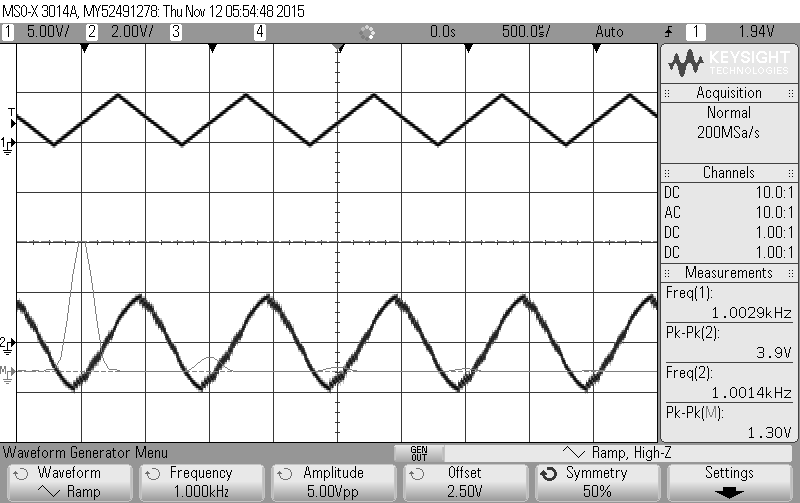 MSO-X 3014A, MY52491278: Thu Nov 12 05:54:48 2015
1 5.00V/ 2 2.00V/ 3 4 0.0s 500.0µs/ Auto 1 1.94V
KEYSIGHT
TECHNOLOGIES
Acquisition
Normal
200MSa/s
Channels
DC 10.0:1
AC 10.0:1
DC 1.00:1
DC 1.00:1
Measurements
Freq(1):
1.0029kHz
Pk-Pk(2):
3.9V
Freq(2):
1.0014kHz
Pk-Pk(M):
1.30V
T
1
2
M
Waveform Generator Menu
GEN OUT
Ramp, High-Z
Waveform
Ramp
Frequency
1.000kHz
Amplitude
5.00Vpp
Offset
2.50V
Symmetry
50%
Settings